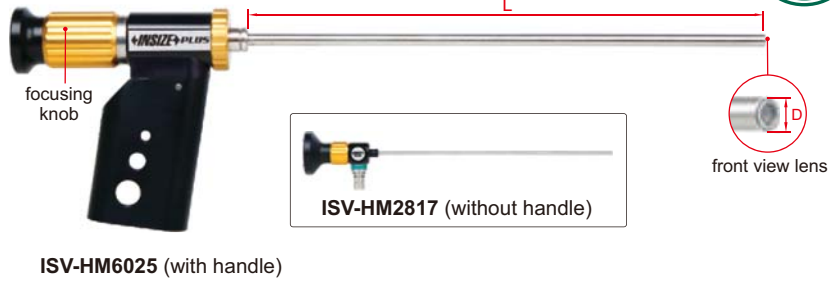 L
INSIZE PLUS
focusing
knob
D
front view lens
ISV-HM2817 (without handle)
ISV-HM6025 (with handle)